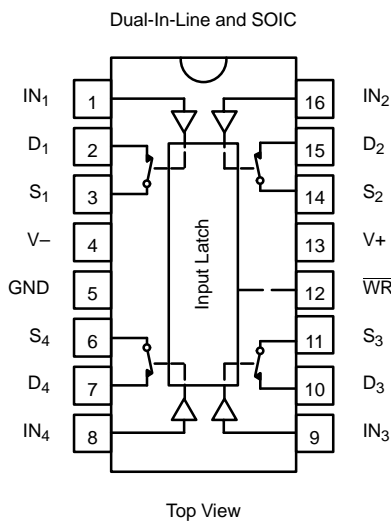 Dual-In-Line and SOIC
IN1 1 16 IN2
D1 2 15 D2
S1 3 14 S2
V– 4 13 V+
GND 5 Input Latch 12 W̅R̅
S4 6 11 S3
D4 7 10 D3
IN4 8 9 IN3
Top View